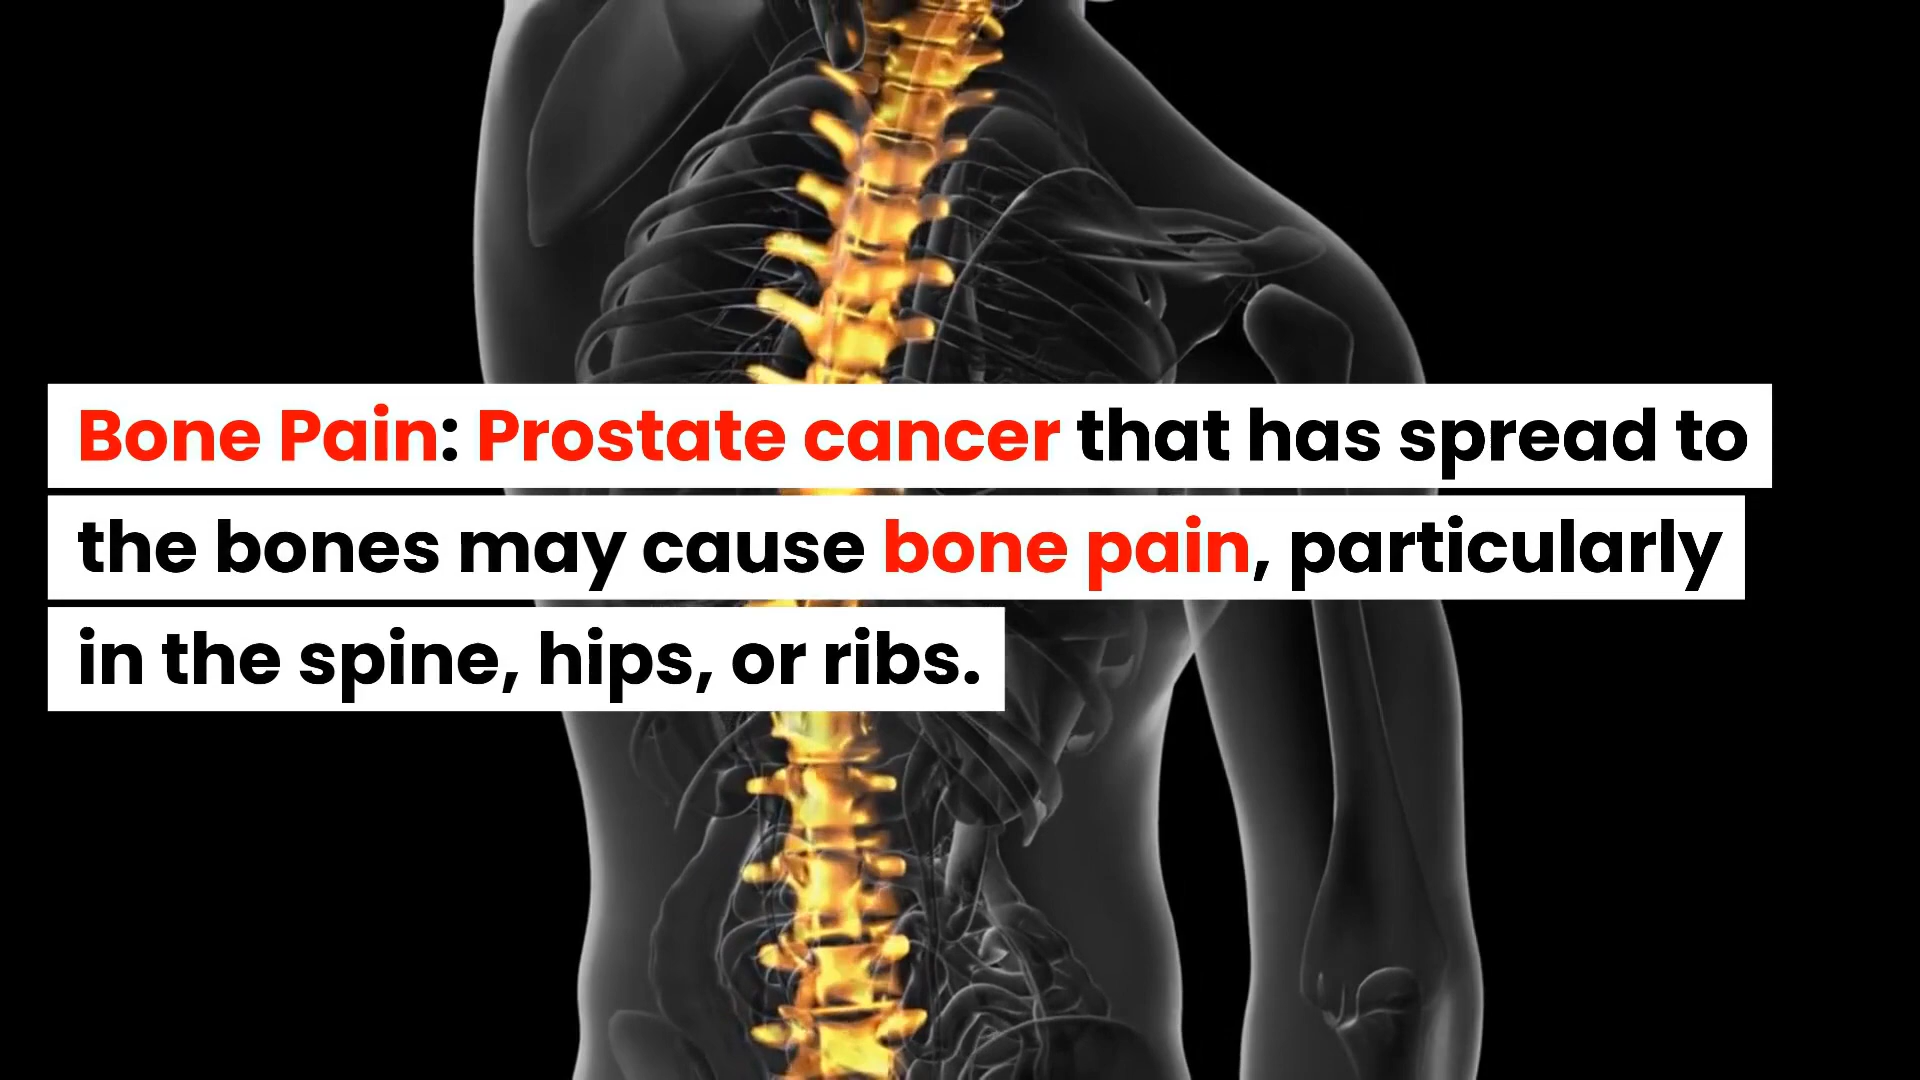 Bone Pain: Prostate cancer that has spread to
the bones may cause bone pain, particularly
in the spine, hips, or ribs.